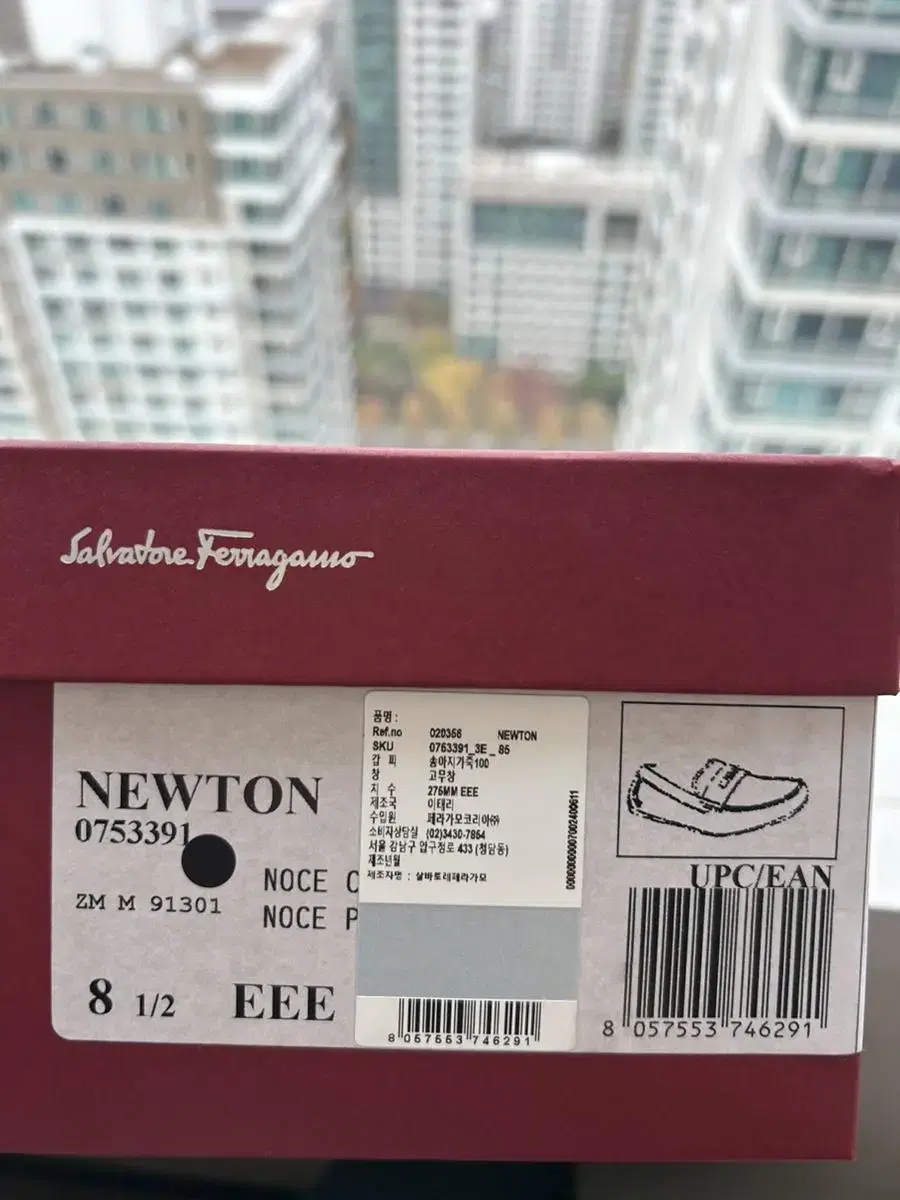 Salvatore Ferragamo
NEWTON
0753391
NOCE C
ZM M 91301
NOCE P
8 1/2 EEE
품명 :
Ref.no 020356 NEWTON
SKU 0753391_3E _ 85
갑 피 송아지가죽100
창 고무창
치 수 275MM EEE
제조국 이태리
수입원 페라가모코리아㈜
소비자상담실 (02)3430-7854
서울 강남구 압구정로 433 (청담동)
제조년월
제조자명 : 살바토레페라가모
0000000007002400611
8 057553 746291
UPC/EAN
8 057553 746291